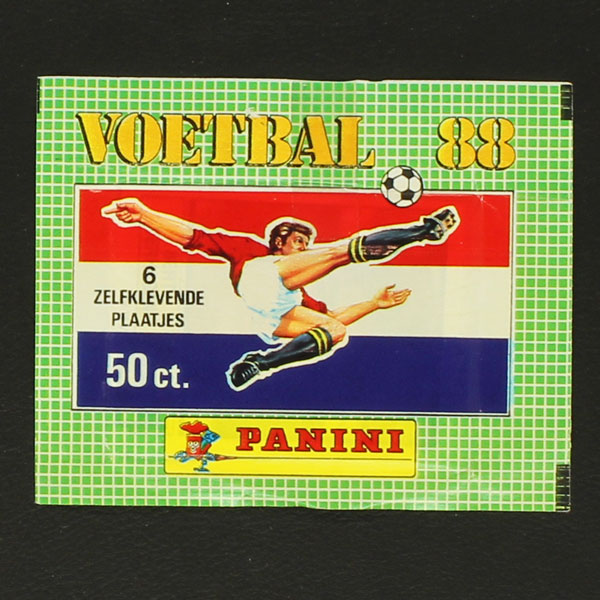 VOETBAL 88
6
ZELFKLEVENDE
PLAATJES
50 ct.
PANINI